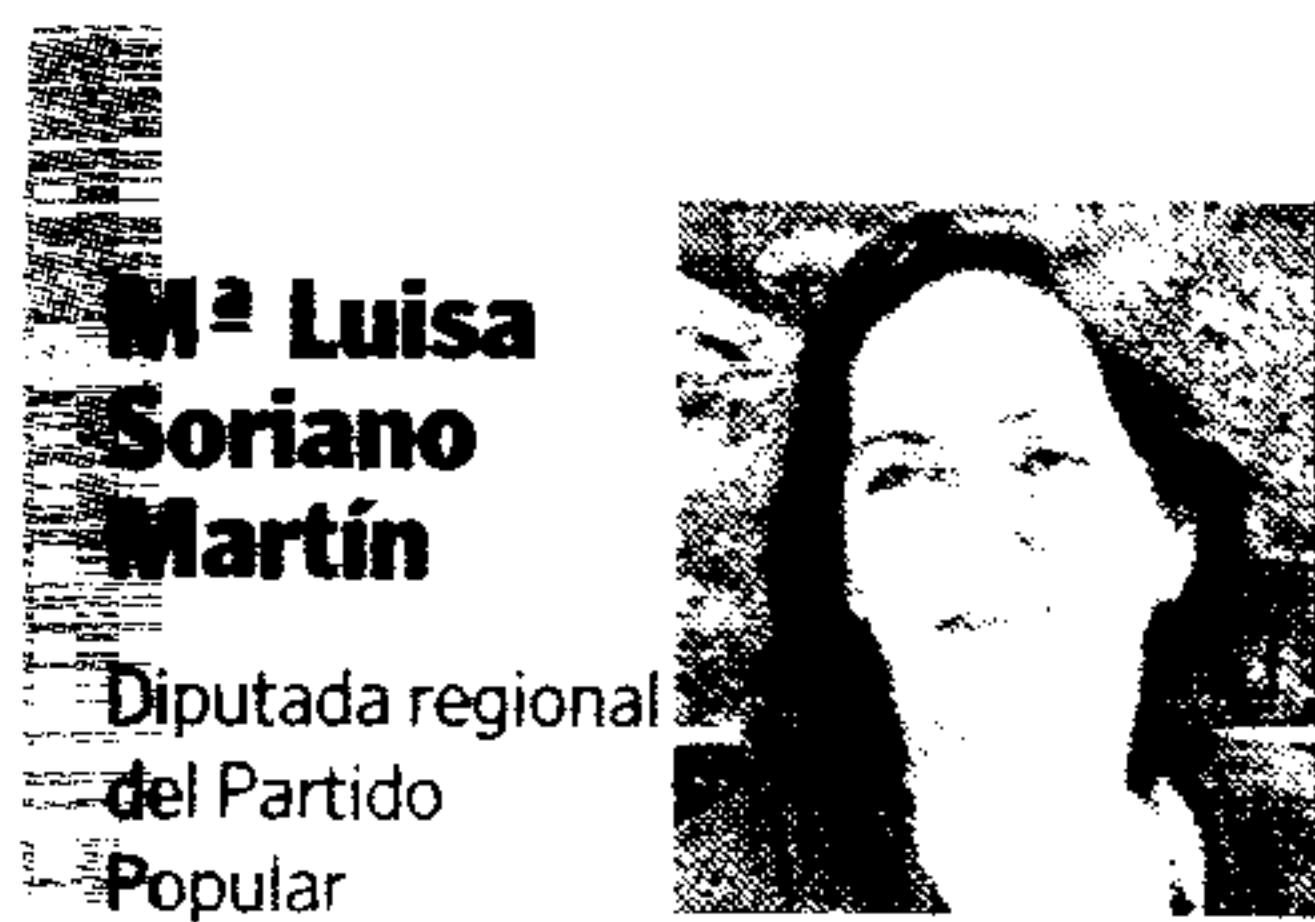 Mª Luisa
Soriano
Martín
Diputada regional
del Partido
Popular